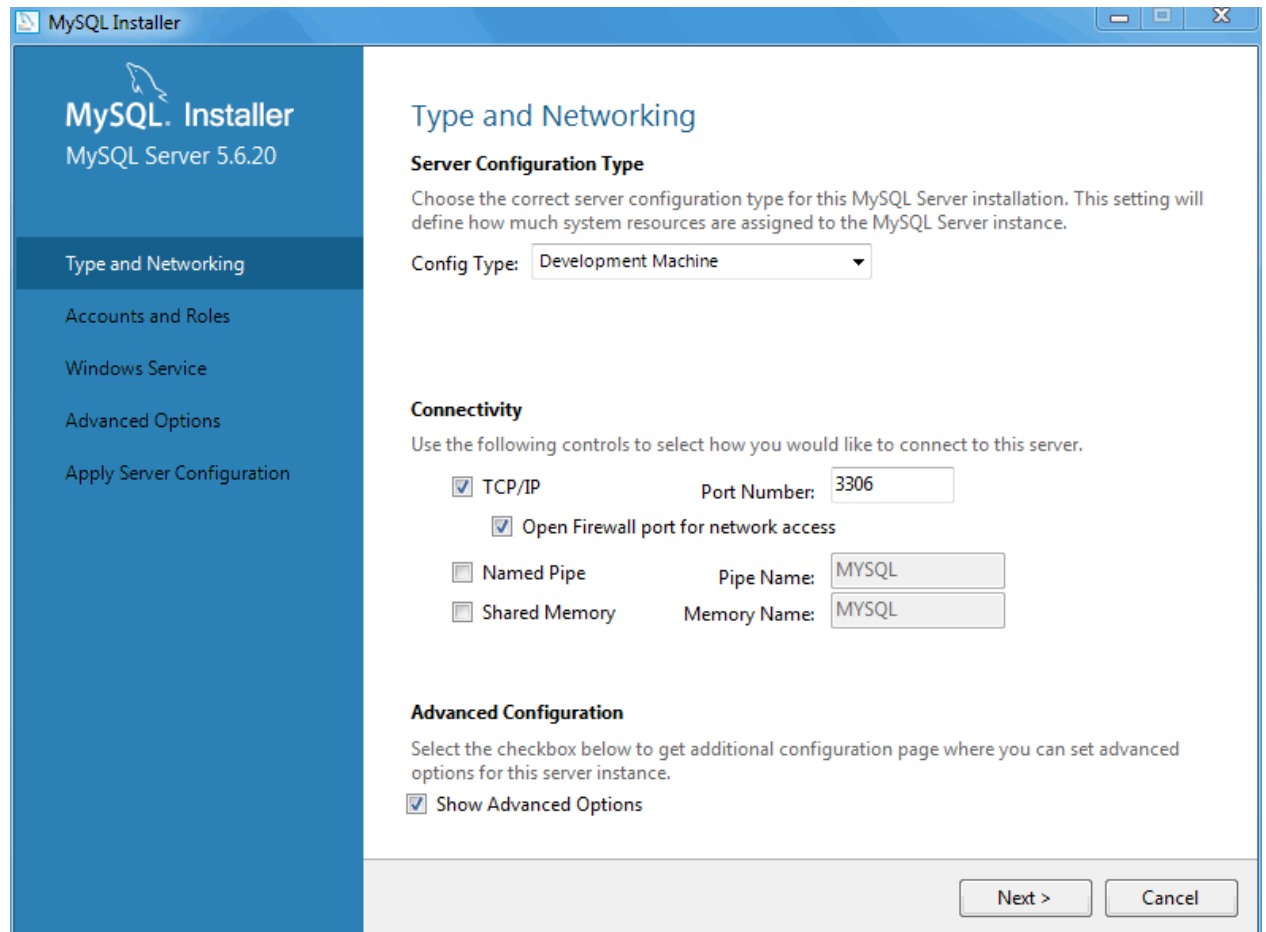 MySQL Installer
MySQL. Installer
MySQL Server 5.6.20
Type and Networking
Accounts and Roles
Windows Service
Advanced Options
Apply Server Configuration
Type and Networking
Server Configuration Type
Choose the correct server configuration type for this MySQL Server installation. This setting will
define how much system resources are assigned to the MySQL Server instance.
Config Type: Development Machine
Connectivity
Use the following controls to select how you would like to connect to this server.
TCP/IP Port Number: 3306
Open Firewall port for network access
Named Pipe Pipe Name: MYSQL
Shared Memory Memory Name: MYSQL
Advanced Configuration
Select the checkbox below to get additional configuration page where you can set advanced
options for this server instance.
Show Advanced Options
Next > Cancel